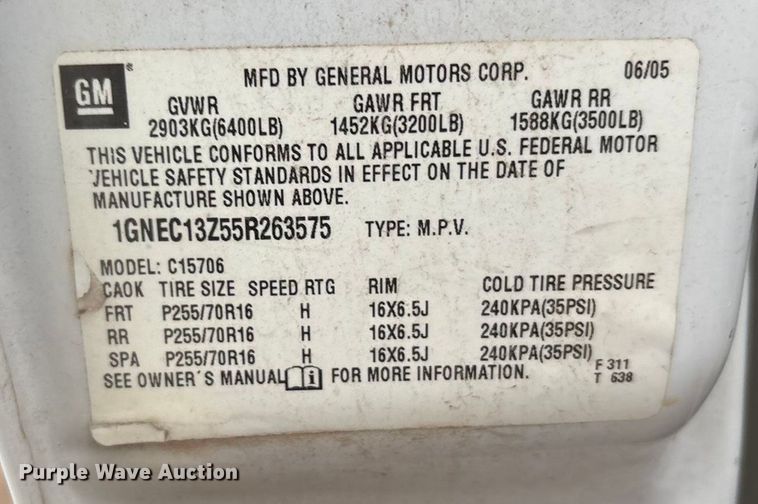 GM ® MFD BY GENERAL MOTORS CORP. 06/05
GVWR GAWR FRT GAWR RR
2903KG(6400LB) 1452KG(3200LB) 1588KG(3500LB)
THIS VEHICLE CONFORMS TO ALL APPLICABLE U.S. FEDERAL MOTOR
VEHICLE SAFETY STANDARDS IN EFFECT ON THE DATE OF
MANUFACTURE SHOWN ABOVE.
1GNEC13Z55R263575 TYPE: M.P.V.
MODEL: C15706
CAOK TIRE SIZE SPEED RTG RIM COLD TIRE PRESSURE
FRT P255/70R16 H 16X6.5J 240KPA(35PSI)
RR P255/70R16 H 16X6.5J 240KPA(35PSI)
SPA P255/70R16 H 16X6.5J 240KPA(35PSI)
SEE OWNER'S MANUAL i FOR MORE INFORMATION.
F 311
T 638
Purple Wave Auction